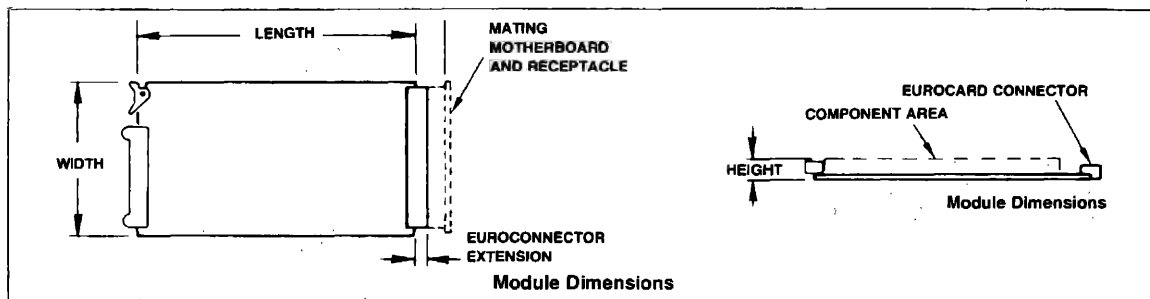 LENGTH
MATING
MOTHERBOARD
AND RECEPTACLE
WIDTH
EUROCONNECTOR
EXTENSION
Module Dimensions
EUROCARD CONNECTOR
COMPONENT AREA
HEIGHT
Module Dimensions